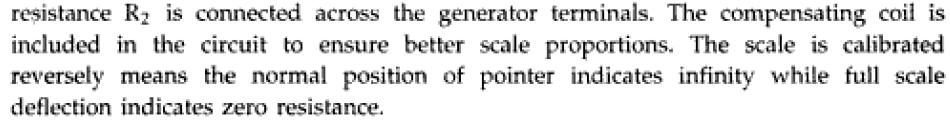 resistance R₂ is connected across the generator terminals. The compensating coil is
included in the circuit to ensure better scale proportions. The scale is calibrated
reversely means the normal position of pointer indicates infinity while full scale
deflection indicates zero resistance.